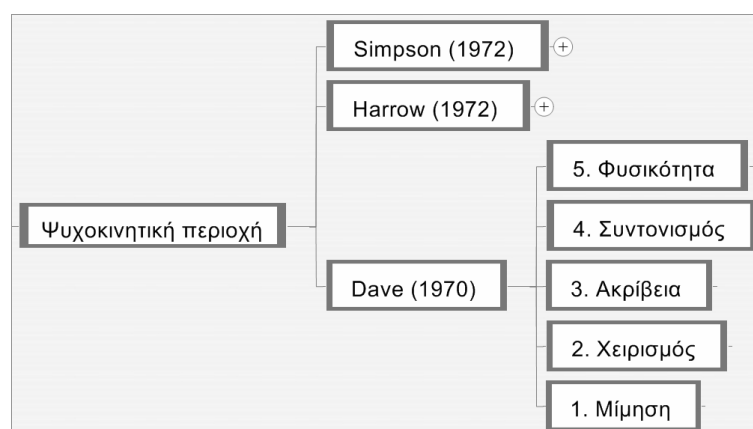 Simpson (1972)
Harrow (1972)
5. Φυσικότητα
Ψυχοκινητική περιοχή
4. Συντονισμός
Dave (1970)
3. Ακρίβεια
2. Χειρισμός
1. Μίμηση